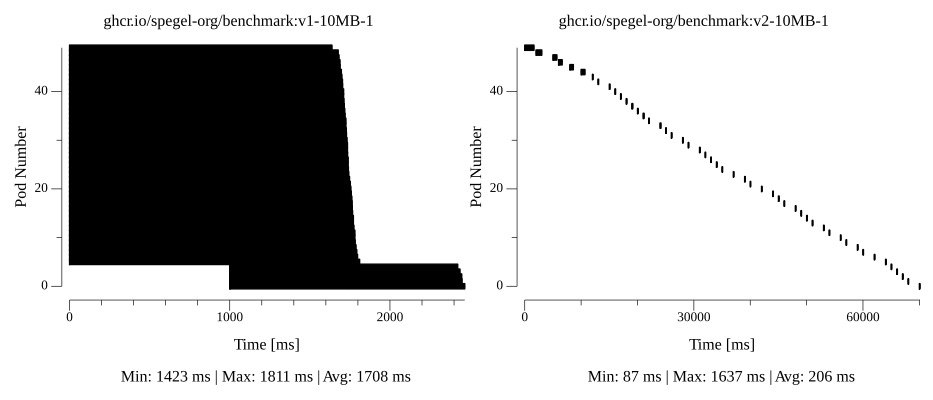 ghcr.io/spegel-org/benchmark:v1-10MB-1
Pod Number
40
20
0
0
1000
2000
Time [ms]
Min: 1423 ms | Max: 1811 ms | Avg: 1708 ms
ghcr.io/spegel-org/benchmark:v2-10MB-1
Pod Number
40
20
0
0
30000
60000
Time [ms]
Min: 87 ms | Max: 1637 ms | Avg: 206 ms